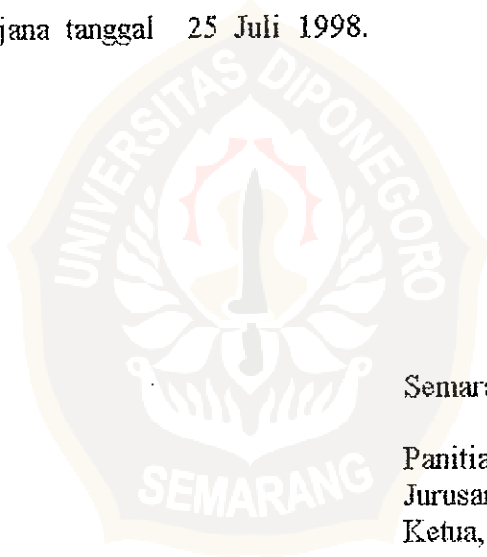 jana tanggal 25 Juli 1998.
UNIVERSITAS DIPONEGORO
SEMARANG
Semara
Panitia
Jurusan
Ketua,